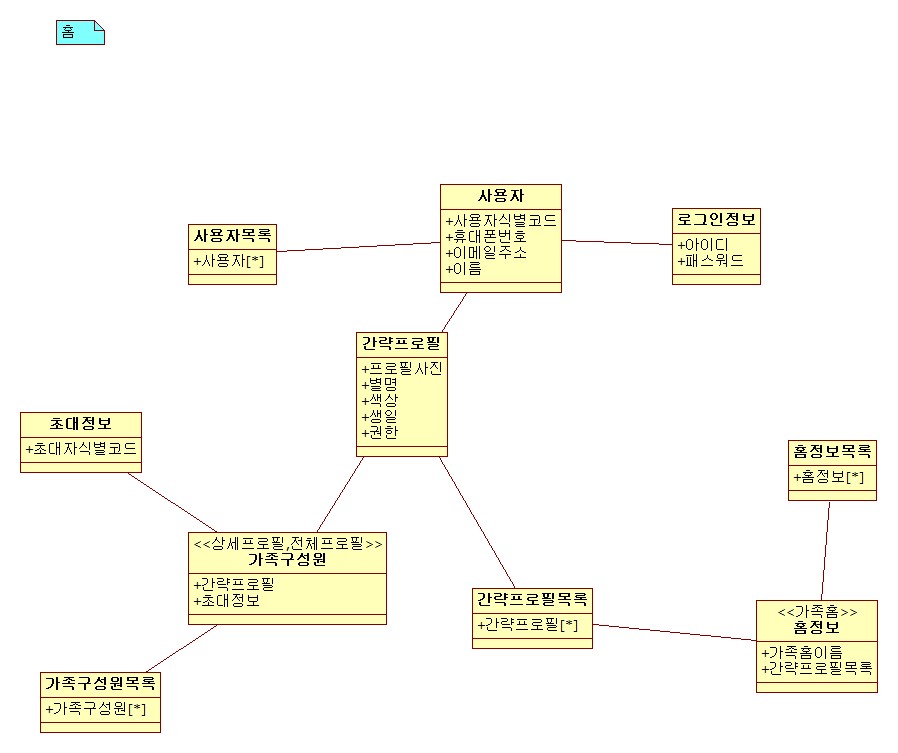 홈
사용자
+사용자식별코드
+휴대폰번호
+이메일주소
+이름
로그인정보
+아이디
+패스워드
사용자목록
+사용자[*]
간략프로필
+프로필사진
+별명
+색상
+생일
+권한
초대정보
+초대자식별코드
홈정보목록
+홈정보[*]
<<상세프로필,전체프로필>>
가족구성원
+간략프로필
+초대정보
간략프로필목록
+간략프로필[*]
<<가족홈>>
홈정보
+가족홈이름
+간략프로필목록
가족구성원목록
+가족구성원[*]